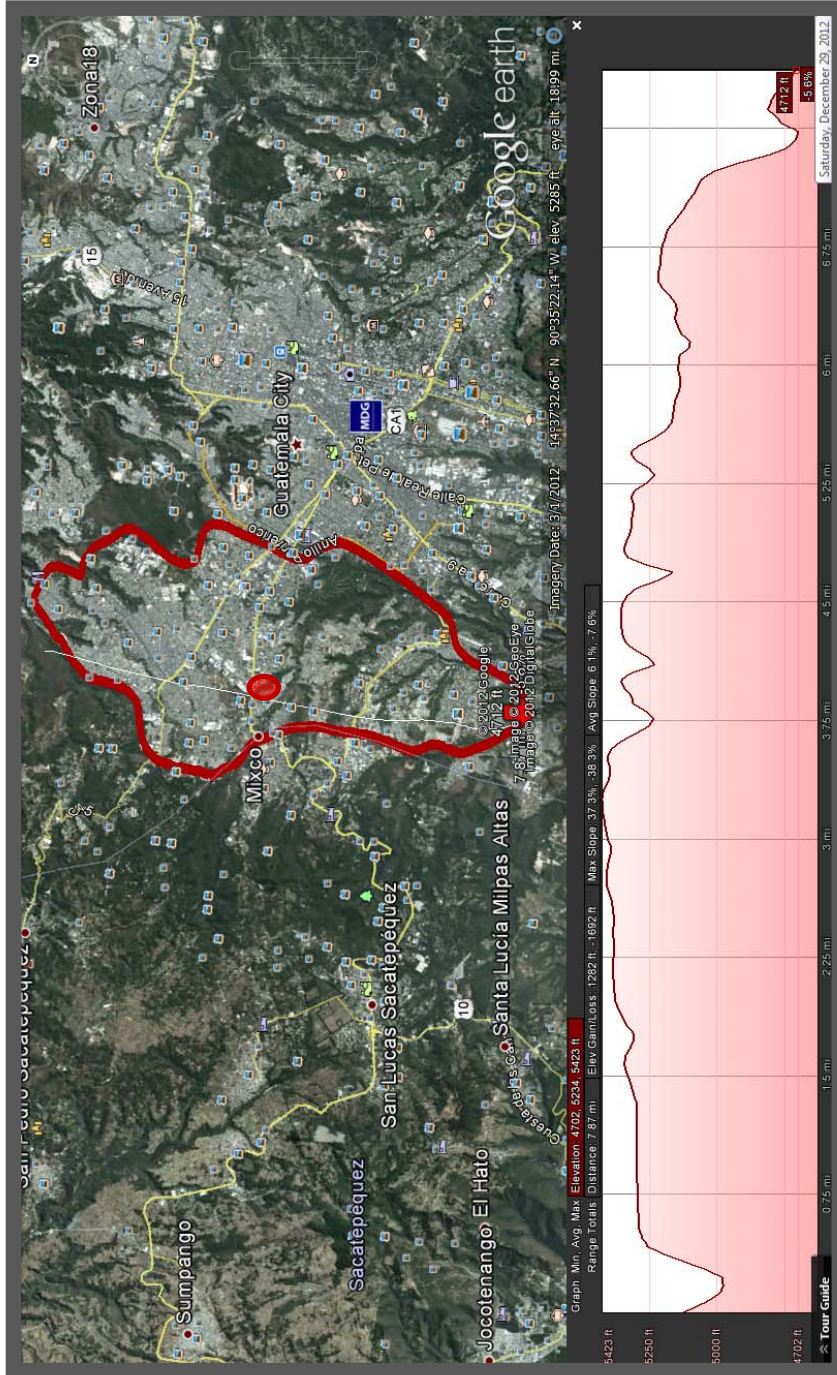 N
Zona18
15
15 Avenida
San Pedro Sacatepéquez
CA-5
Sumpango
Mixco
Guatemala City
MDG
CA1
Anillo
Calle Real de Pe
Sacatepéquez
San Lucas Sacatepéquez
10
Santa Lucía Milpas Altas
Cuesta de las
Jocotenango
El Hato
© 2012 Google
4712 ft
Image © 2012 GeoEye
Image © 2012 DigitalGlobe
Google earth
Imagery Date: 3/1/2012 14°37'32.66" N 90°35'22.14" W elev 5285 ft eye alt 18.99 mi
Graph: Min, Avg, Max Elevation: 4702, 5234, 5423 ft
Range Totals: Distance: 7.87 mi Elev Gain/Loss: 1282 ft, -1692 ft Max Slope: 37.3%, -38.3% Avg Slope: 6.1%, -7.6%
5423 ft
5250 ft
5000 ft
4702 ft
4712 ft
-5.6%
0.75 mi 1.5 mi 2.25 mi 3 mi 3.75 mi 4.5 mi 5.25 mi 6 mi 6.75 mi
Tour Guide
Saturday, December 29, 2012